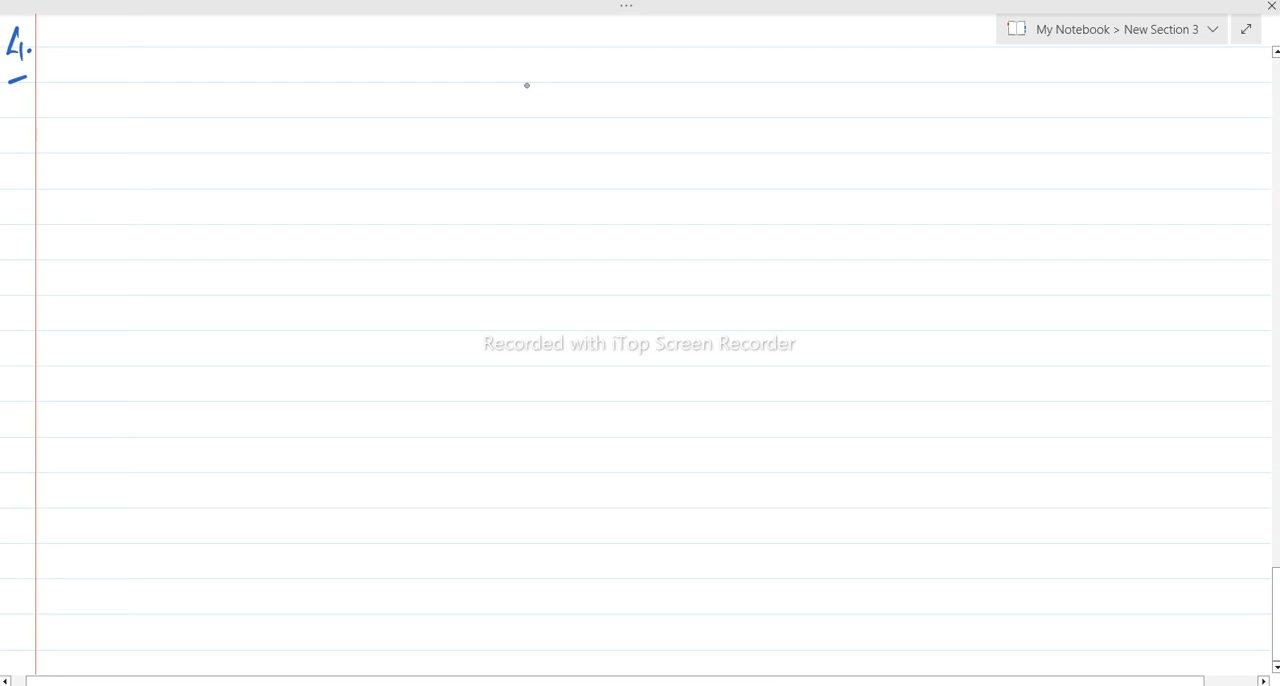 ...
My Notebook > New Section 3
4.
Recorded with iTop Screen Recorder